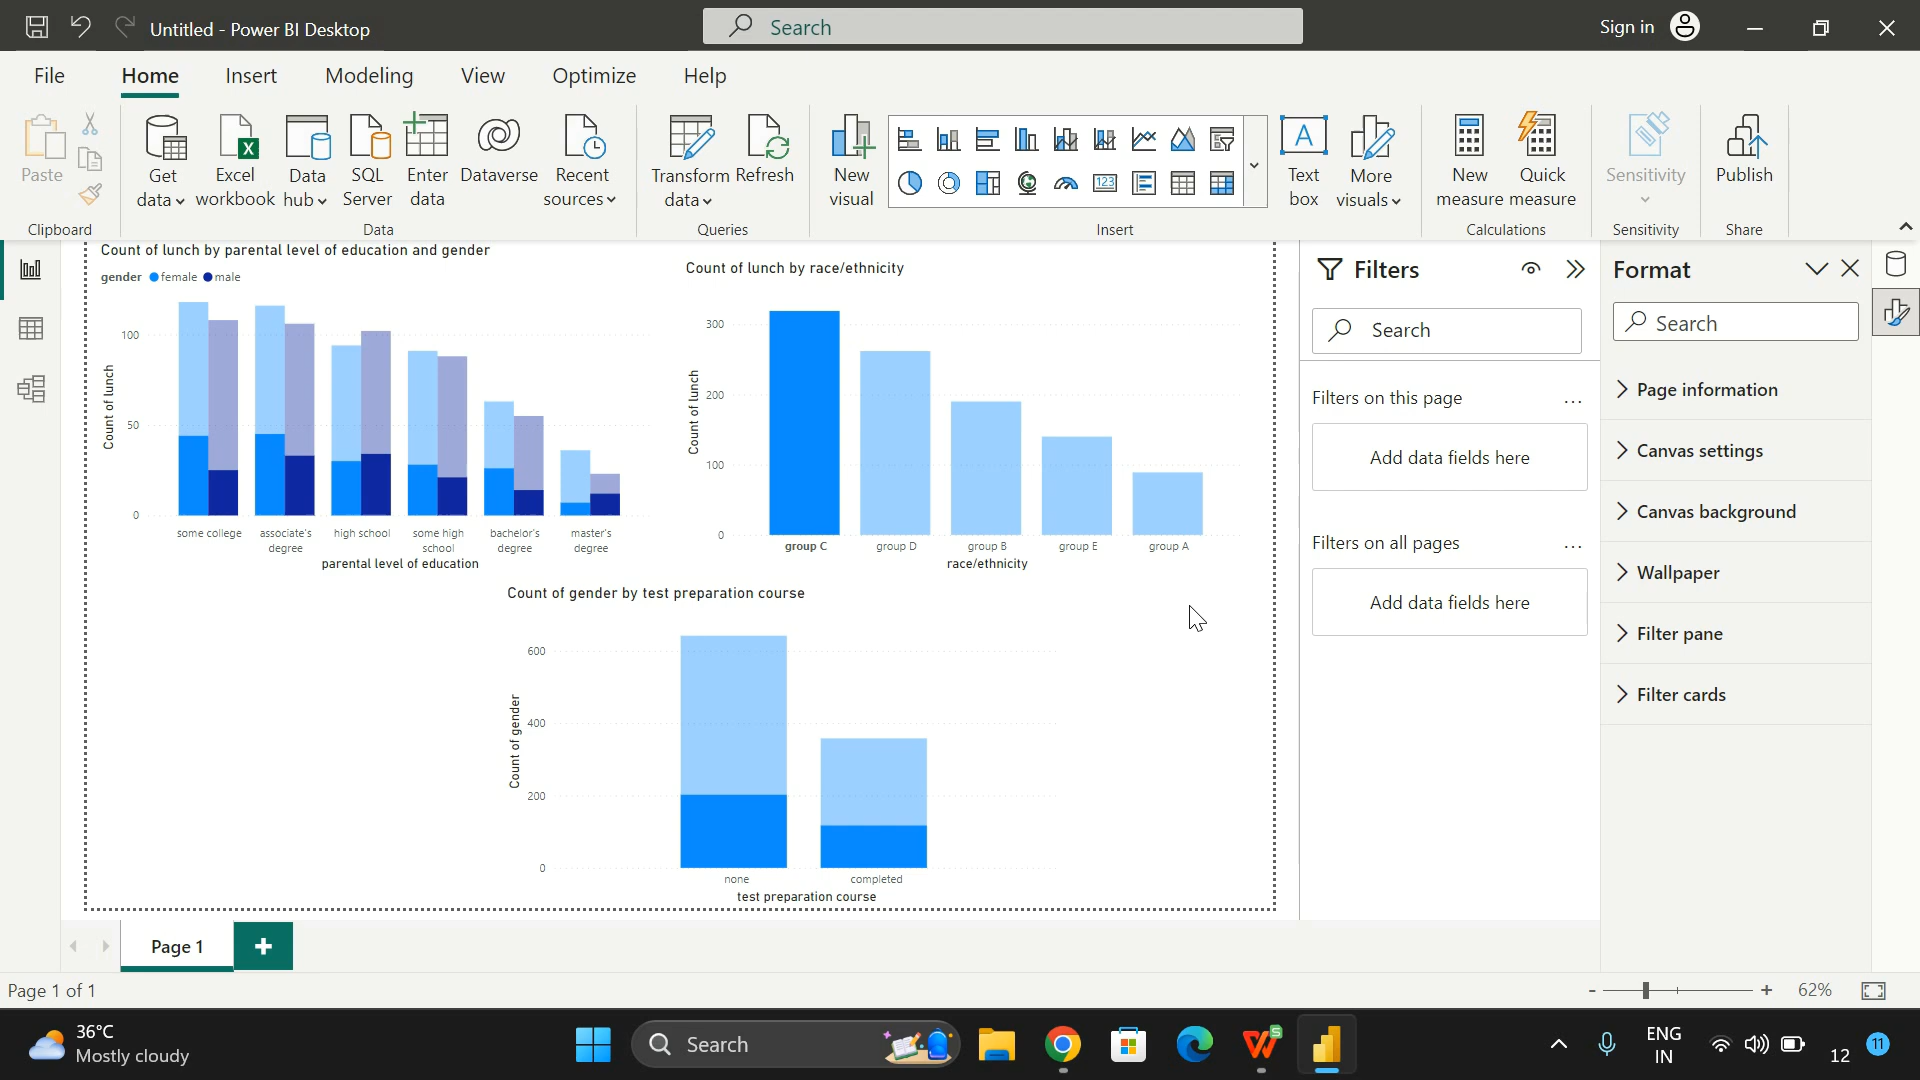 Untitled - Power BI Desktop
Search
Sign in
File
Home
Insert
Modeling
View
Optimize
Help
Paste
Clipboard
Get
data
Excel
workbook
Data
hub
SQL
Server
Enter
data
Dataverse
Recent
sources
Data
Transform
data
Refresh
Queries
New
visual
123
Insert
A
Text
box
More
visuals
New
measure
Quick
measure
Calculations
Sensitivity
Sensitivity
Publish
Share
Count of lunch by parental level of education and gender
gender female male
Count of lunch
100
50
0
some college
associate's
degree
high school
some high
school
bachelor's
degree
master's
degree
parental level of education
Count of lunch by race/ethnicity
Count of lunch
300
200
100
0
group C
group D
group B
group E
group A
race/ethnicity
Count of gender by test preparation course
Count of gender
600
400
200
0
none
completed
test preparation course
Filters
Search
Filters on this page
...
Add data fields here
Filters on all pages
...
Add data fields here
Format
Search
Page information
Canvas settings
Canvas background
Wallpaper
Filter pane
Filter cards
Page 1
+
Page 1 of 1
- + 62%
36°C
Mostly cloudy
Search
ENG
IN
12
11